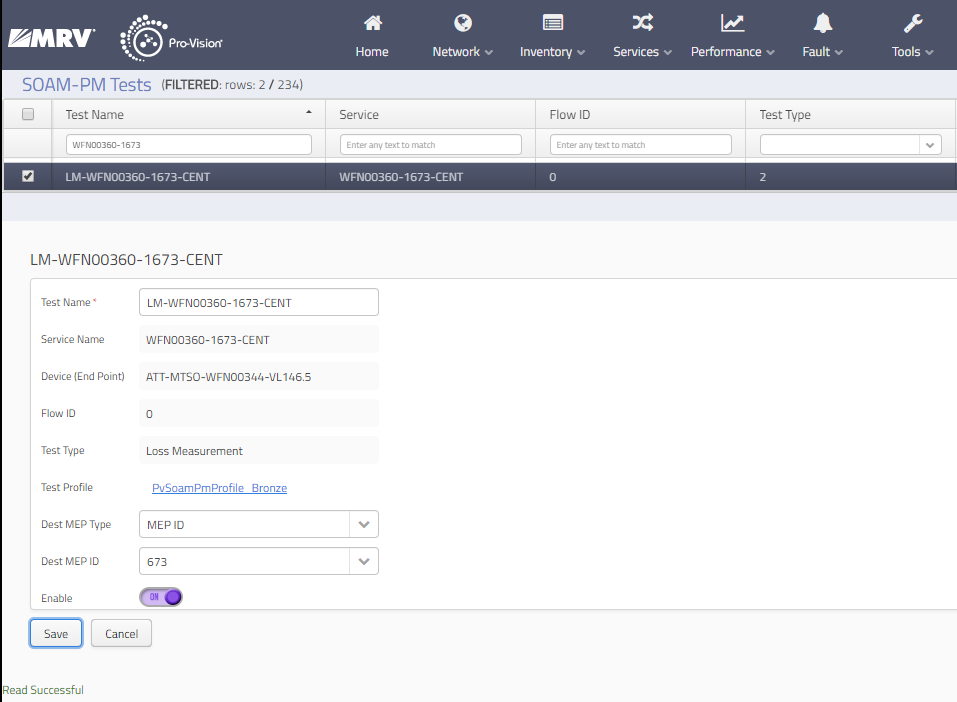 MRV Pro-Vision Home Network Inventory Services Performance Fault Tools
SOAM-PM Tests (FILTERED: rows: 2 / 234)
Test Name Service Flow ID Test Type
WFN00360-1673 Enter any text to match Enter any text to match
LM-WFN00360-1673-CENT WFN00360-1673-CENT 0 2
LM-WFN00360-1673-CENT
Test Name * LM-WFN00360-1673-CENT
Service Name WFN00360-1673-CENT
Device (End Point) ATT-MTSO-WFN00344-VL146.5
Flow ID 0
Test Type Loss Measurement
Test Profile PvSoamPmProfile_Bronze
Dest MEP Type MEP ID
Dest MEP ID 673
Enable ON
Save Cancel
Read Successful